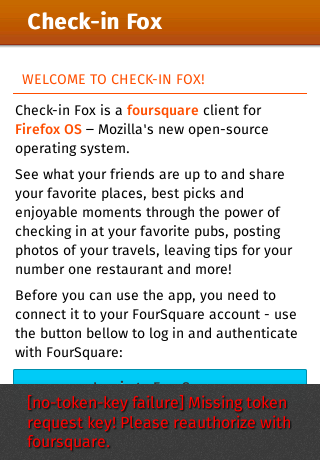 Check-in Fox
WELCOME TO CHECK-IN FOX!
Check-in Fox is a foursquare client for
Firefox OS – Mozilla's new open-source
operating system.
See what your friends are up to and share
your favorite places, best picks and
enjoyable moments through the power of
checking in at your favorite pubs, posting
photos of your travels, leaving tips for your
number one restaurant and more!
Before you can use the app, you need to
connect it to your FourSquare account - use
the button bellow to log in and authenticate
with FourSquare:
[no-token-key failure] Missing token
request key! Please reauthorize with
foursquare.